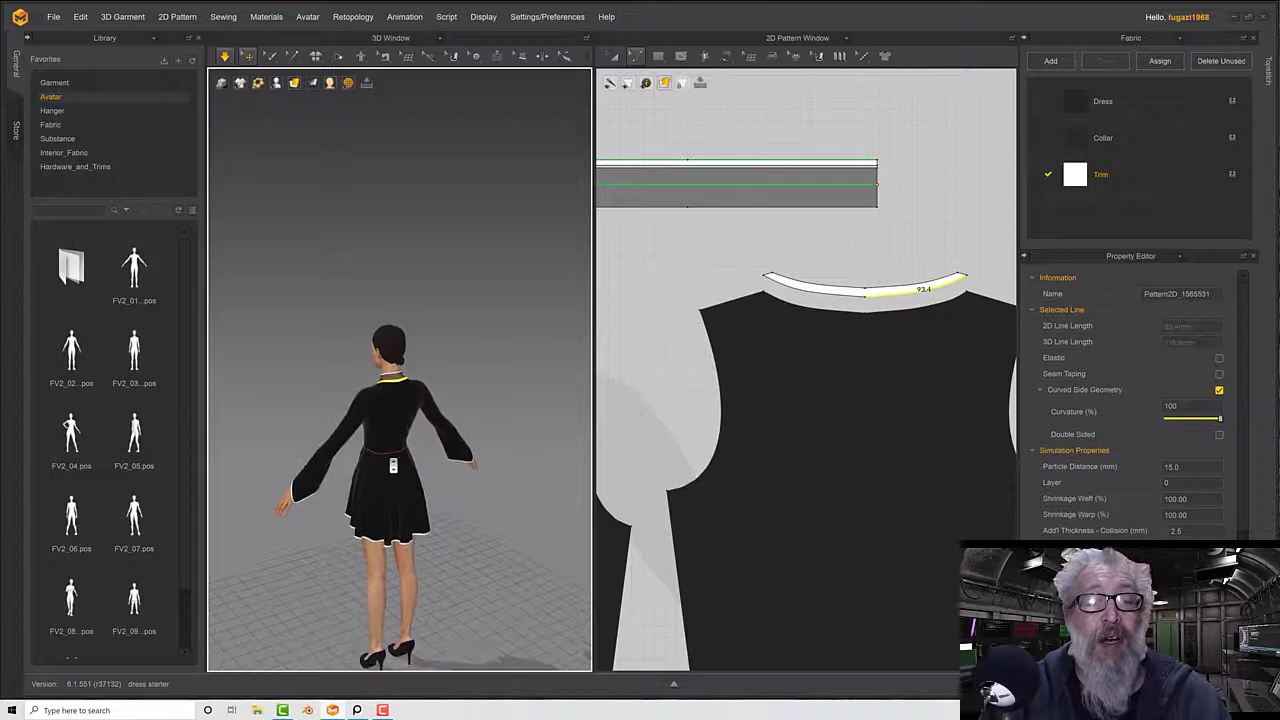 File Edit 3D Garment 2D Pattern Sewing Materials Avatar Retopology Animation Script Display Settings/Preferences Help
Hello, fugazi1968
Library
3D Window
2D Pattern Window
Fabric
General
Store
Topstitch
Favorites
Garment
Avatar
Hanger
Fabric
Substance
Interior_Fabric
Hardware_and_Trims
Add
Assign
Delete Unused
Dress
Collar
Trim
FV2_01...pos
FV2_02...pos
FV2_03...pos
FV2_04...pos
FV2_05...pos
FV2_06...pos
FV2_07...pos
FV2_08...pos
FV2_09...pos
93.4
Property Editor
Information
Name Pattern2D_1565531
Selected Line
2D Line Length 93.4mm
3D Line Length
Elastic
Seam Taping
Curved Side Geometry
Curvature (%) 100
Double Sided
Simulation Properties
Particle Distance (mm) 15.0
Layer 0
Shrinkage Weft (%) 100.00
Shrinkage Warp (%) 100.00
Add'l Thickness - Collision (mm) 2.5
Version: 6.1.551 (r37132) dress starter
Type here to search